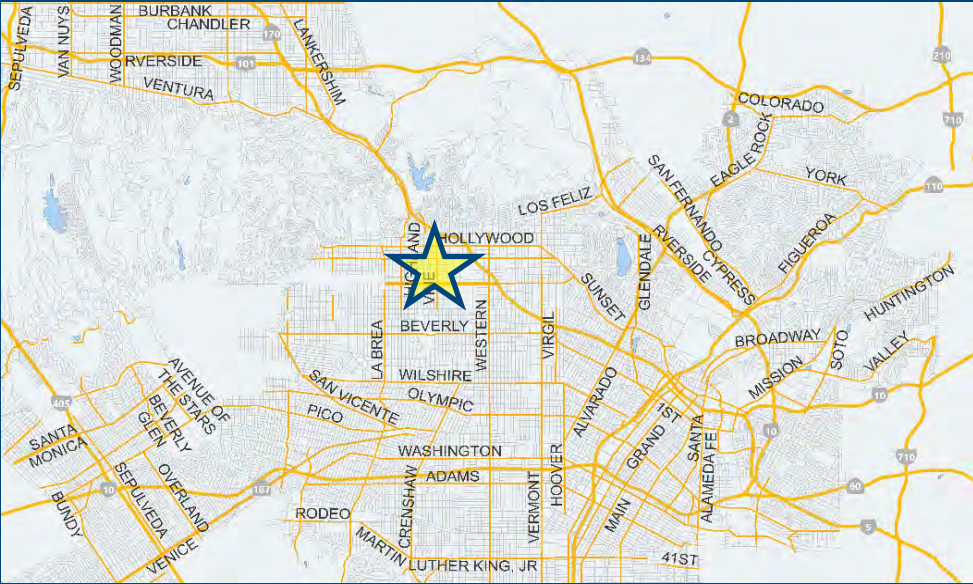 BURBANK
CHANDLER
SEPULVEDA
VAN NUYS
WOODMAN
LANKERSHIM
170
RVERSIDE
101
VENTURA
134
210
COLORADO
2
710
EAGLE ROCK
YORK
110
SAN FERNANDO
LOS FELIZ
FIGUEROA
HOLLYWOOD
GLENDALE
RVERSIDE
CYPRESS
HUNTINGTON
SUNSET
BEVERLY
LA BREA
WESTERN
VIRGIL
BROADWAY
SOTO
VALLEY
MISSION
WILSHIRE
SAN VICENTE
OLYMPIC
PICO
ALVARADO
1ST
GRAND
SANTA FE
ALAMEDA
10
10
AVENUE OF
THE STARS
BEVERLY
GLEN
405
SANTA
MONICA
WASHINGTON
ADAMS
HOOVER
710
SEPULVEDA
OVERLAND
10
187
BUNDY
CRENSHAW
VERMONT
MAIN
60
5
RODEO
VENICE
MARTIN
LUTHER KING, JR
41ST